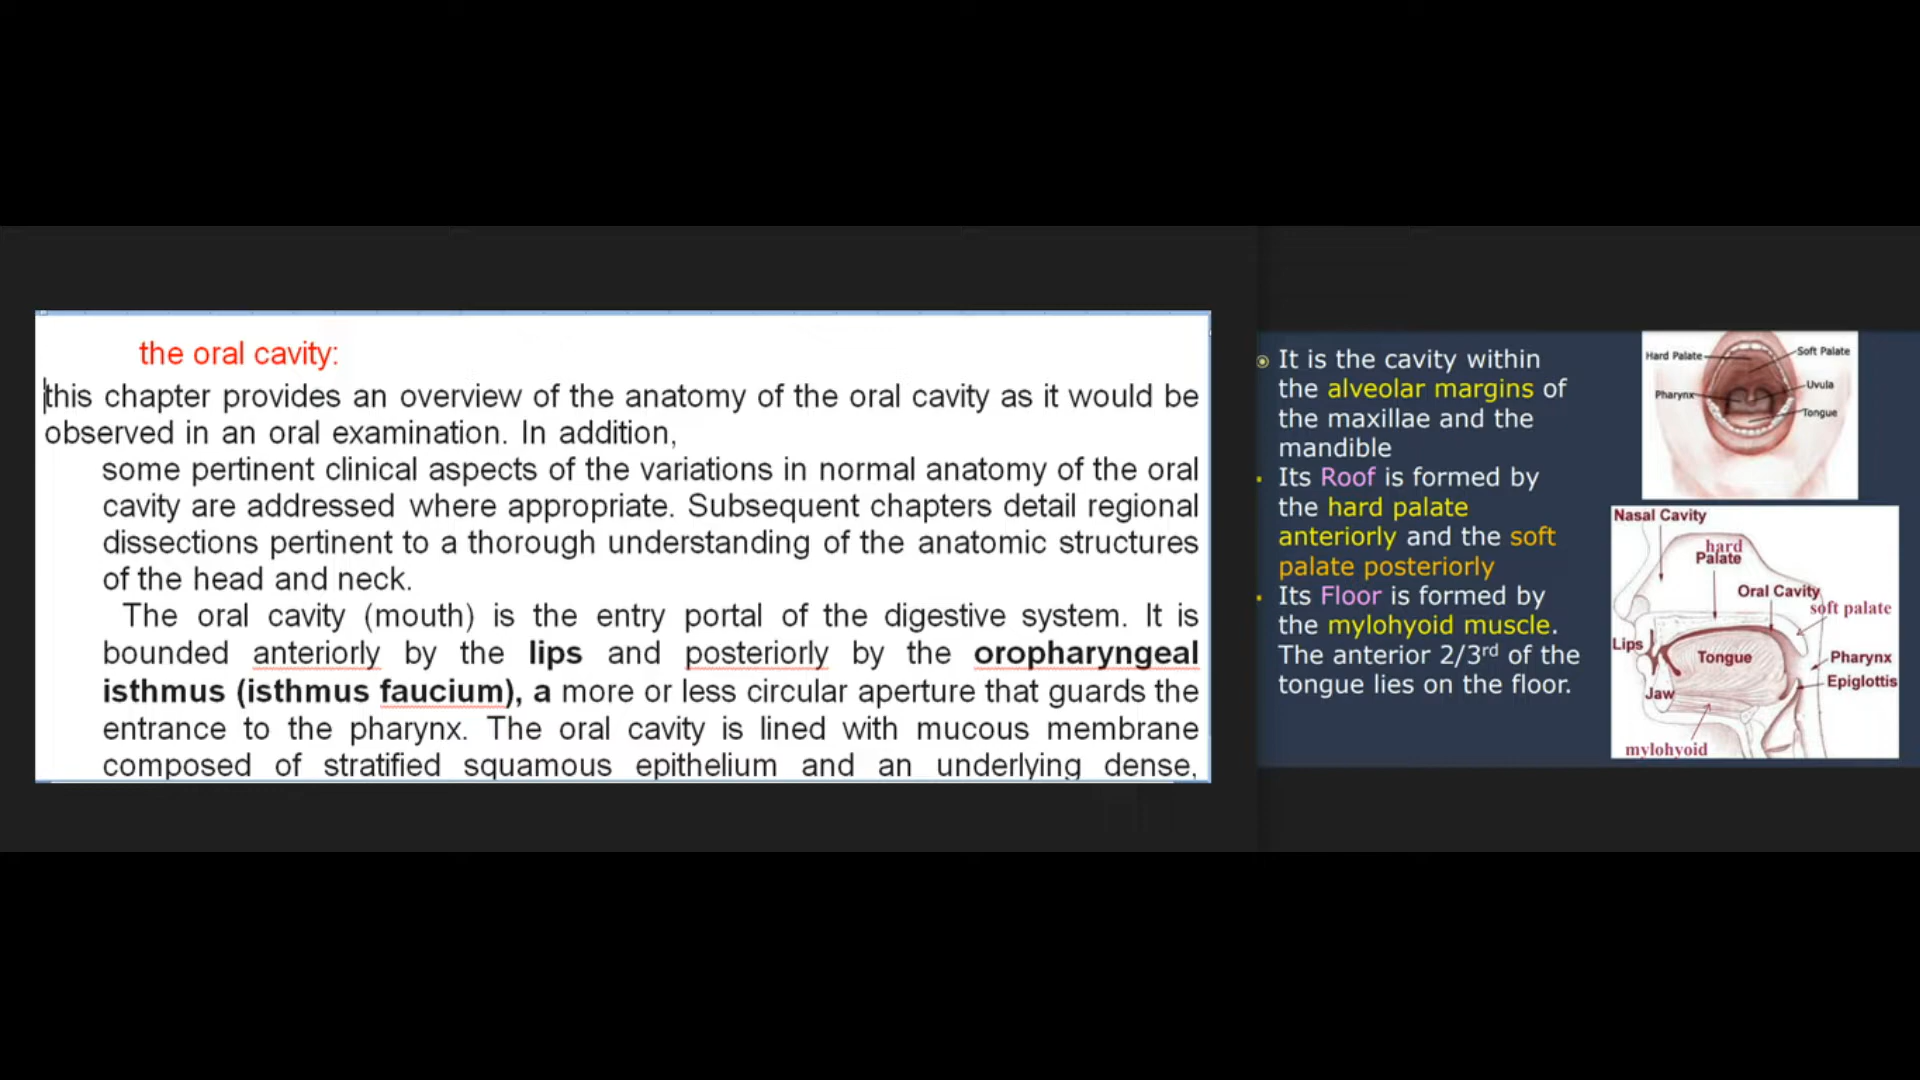 the oral cavity:
this chapter provides an overview of the anatomy of the oral cavity as it would be
observed in an oral examination. In addition,
some pertinent clinical aspects of the variations in normal anatomy of the oral
cavity are addressed where appropriate. Subsequent chapters detail regional
dissections pertinent to a thorough understanding of the anatomic structures
of the head and neck.
The oral cavity (mouth) is the entry portal of the digestive system. It is
bounded anteriorly by the lips and posteriorly by the oropharyngeal
isthmus (isthmus faucium), a more or less circular aperture that guards the
entrance to the pharynx. The oral cavity is lined with mucous membrane
composed of stratified squamous epithelium and an underlying dense,
It is the cavity within
the alveolar margins of
the maxillae and the
mandible
Its Roof is formed by
the hard palate
anteriorly and the soft
palate posteriorly
Its Floor is formed by
the mylohyoid muscle.
The anterior 2/3rd of the
tongue lies on the floor.
Hard Palate
Soft Palate
Uvula
Pharynx
Tongue
Nasal Cavity
hard
Palate
Oral Cavity
soft palate
Lips
Tongue
Pharynx
Epiglottis
Jaw
mylohyoid